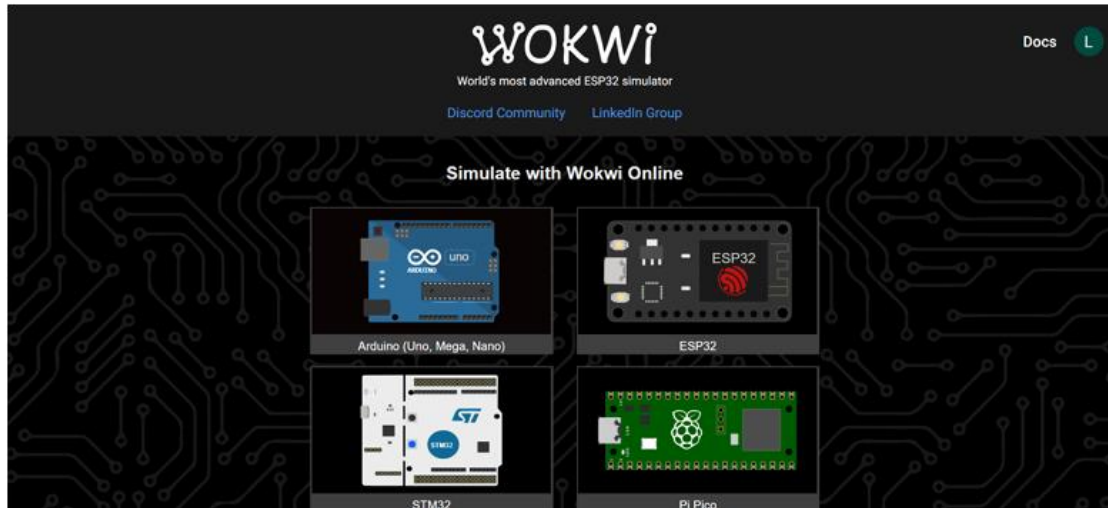 WOKWi
World's most advanced ESP32 simulator
Docs L
Discord Community LinkedIn Group
Simulate with Wokwi Online
uno
ARDUINO
ESP32
Arduino (Uno, Mega, Nano) ESP32
ST
STM32
STM32 Pi Pico